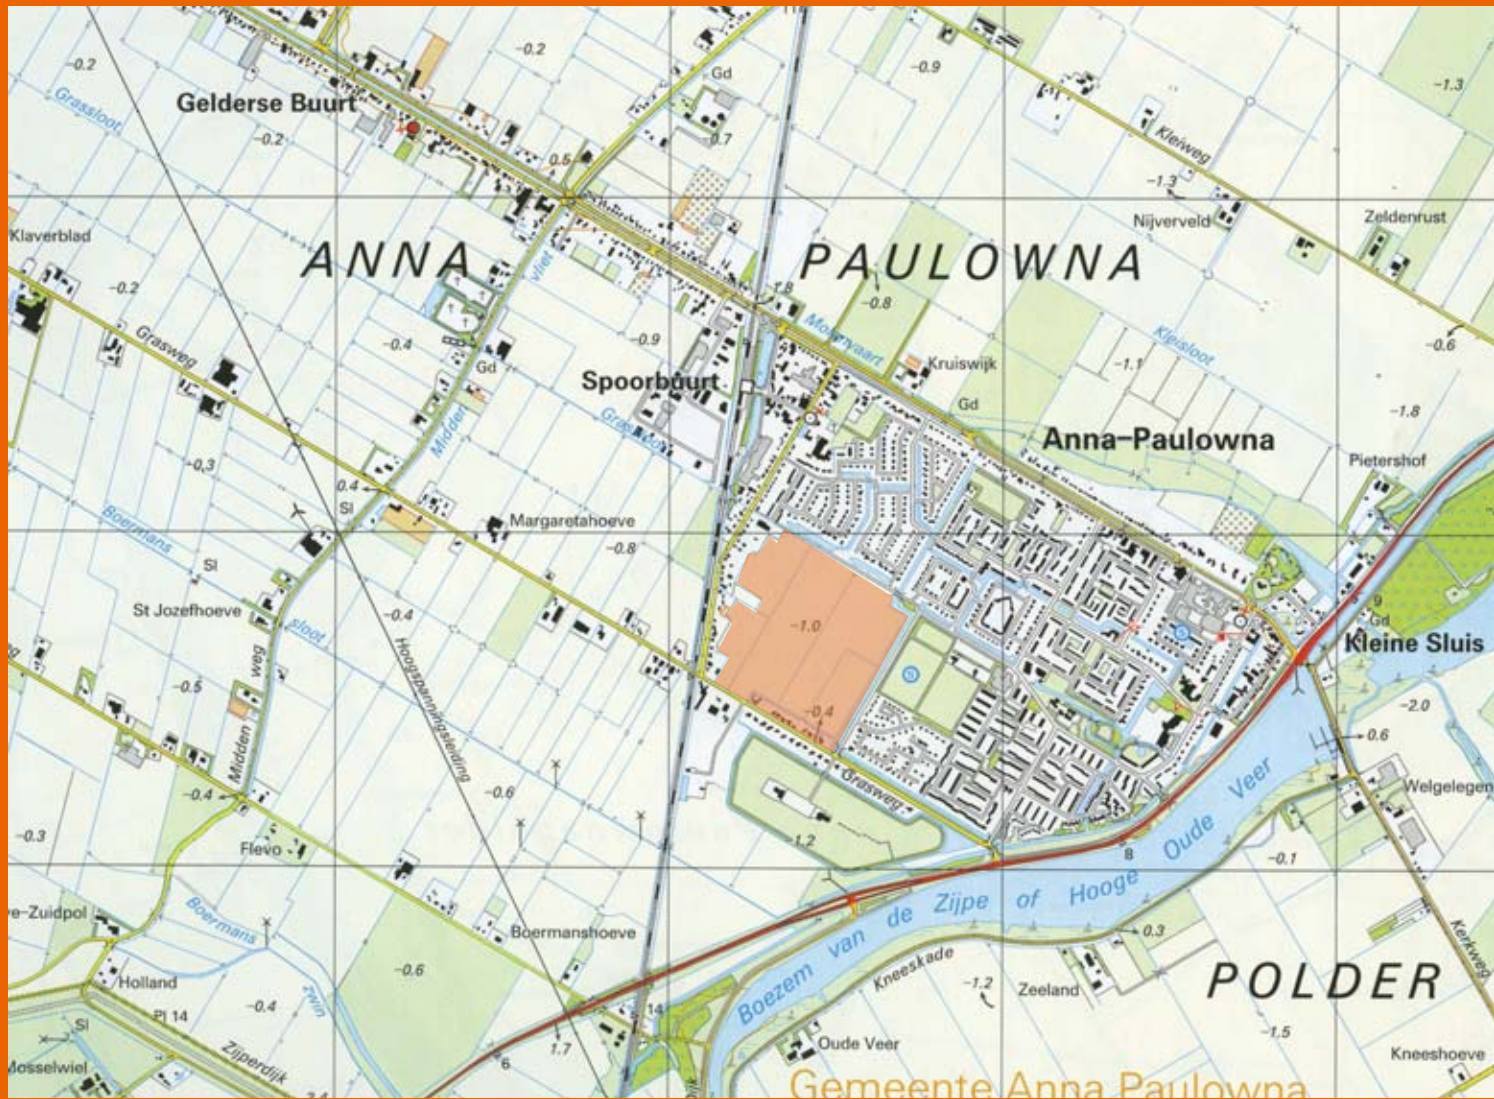 -0.2
-0.9
-0.2
Gd
-1.3
Grassloot
Gelderse Buurt
-0.2
0.7
Kleiweg
0.5
-1.3
Nijverveld
Zeldenrust
Klaverblad
ANNA PAULOWNA
vliet
-0.2
1.8
-0.8
Molenvaart
Kleisloot
-0.6
Grasweg
-0.4
-0.9
Gd
Kruiswijk
-1.1
Spoorbuurt
Gd
-1.8
Midden
Anna-Paulowna
Pietershof
-0,3
0.4
Sl
Margaretahoeve
Boermans
-0.8
Sl
St Jozefhoeve
-0.4
sloot
-1.0
9
Gd
Hoogspanningsleiding
Kleine Sluis
weg
-0.5
S
S
-0.4
-2.0
Midden
0.6
Grasweg
Oude Veer
Welgelegen
-0.4
-0.6
-0.3
Flevo
-1.2
8
-0.1
Boermans
Boezem van de Zijpe of Hooge
ve-Zuidpol
Boermanshoeve
0.3
Kerkweg
-0.6
Kneeskade
Holland
-1.2
Zeeland
POLDER
-0.4
zwin
Pl 14
14
Sl
-1.5
Zijperdijk
6
1.7
Oude Veer
Kneeshoeve
Mosselwiel
Gemeente Anna Paulowna